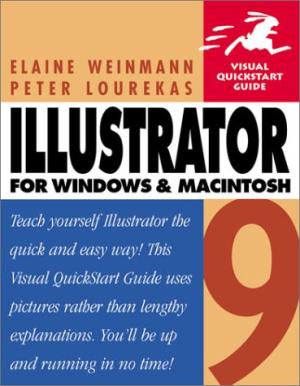 ELAINE WEINMANN
PETER LOUREKAS
VISUAL
QUICKSTART
GUIDE
ILLUSTRATOR
FOR WINDOWS & MACINTOSH
9
Teach yourself Illustrator the
quick and easy way! This
Visual QuickStart Guide uses
pictures rather than lengthy
explanations. You'll be up
and running in no time!